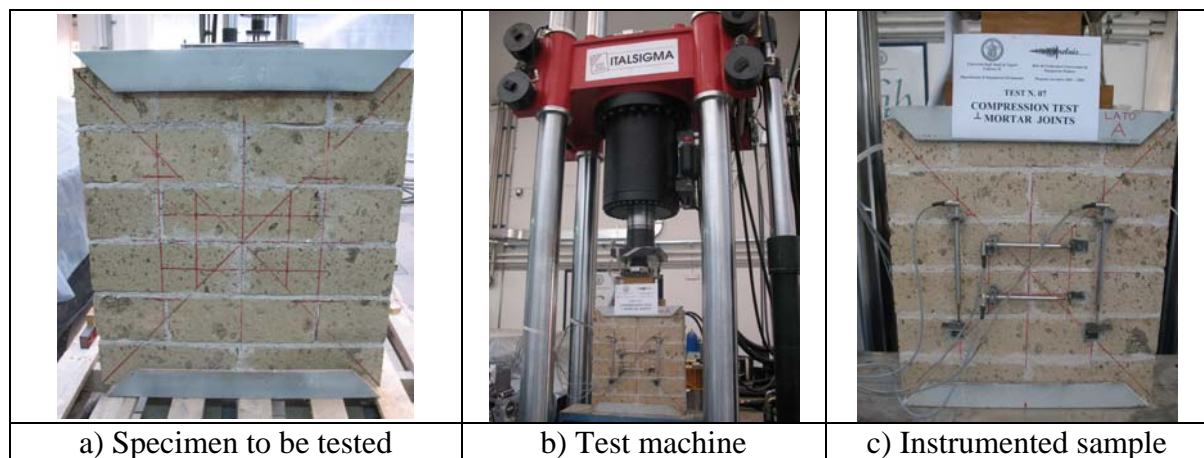 ITALSIGMA
TEST N. 07
COMPRESSION TEST
⊥ MORTAR JOINTS
LATO
A
a) Specimen to be tested
b) Test machine
c) Instrumented sample